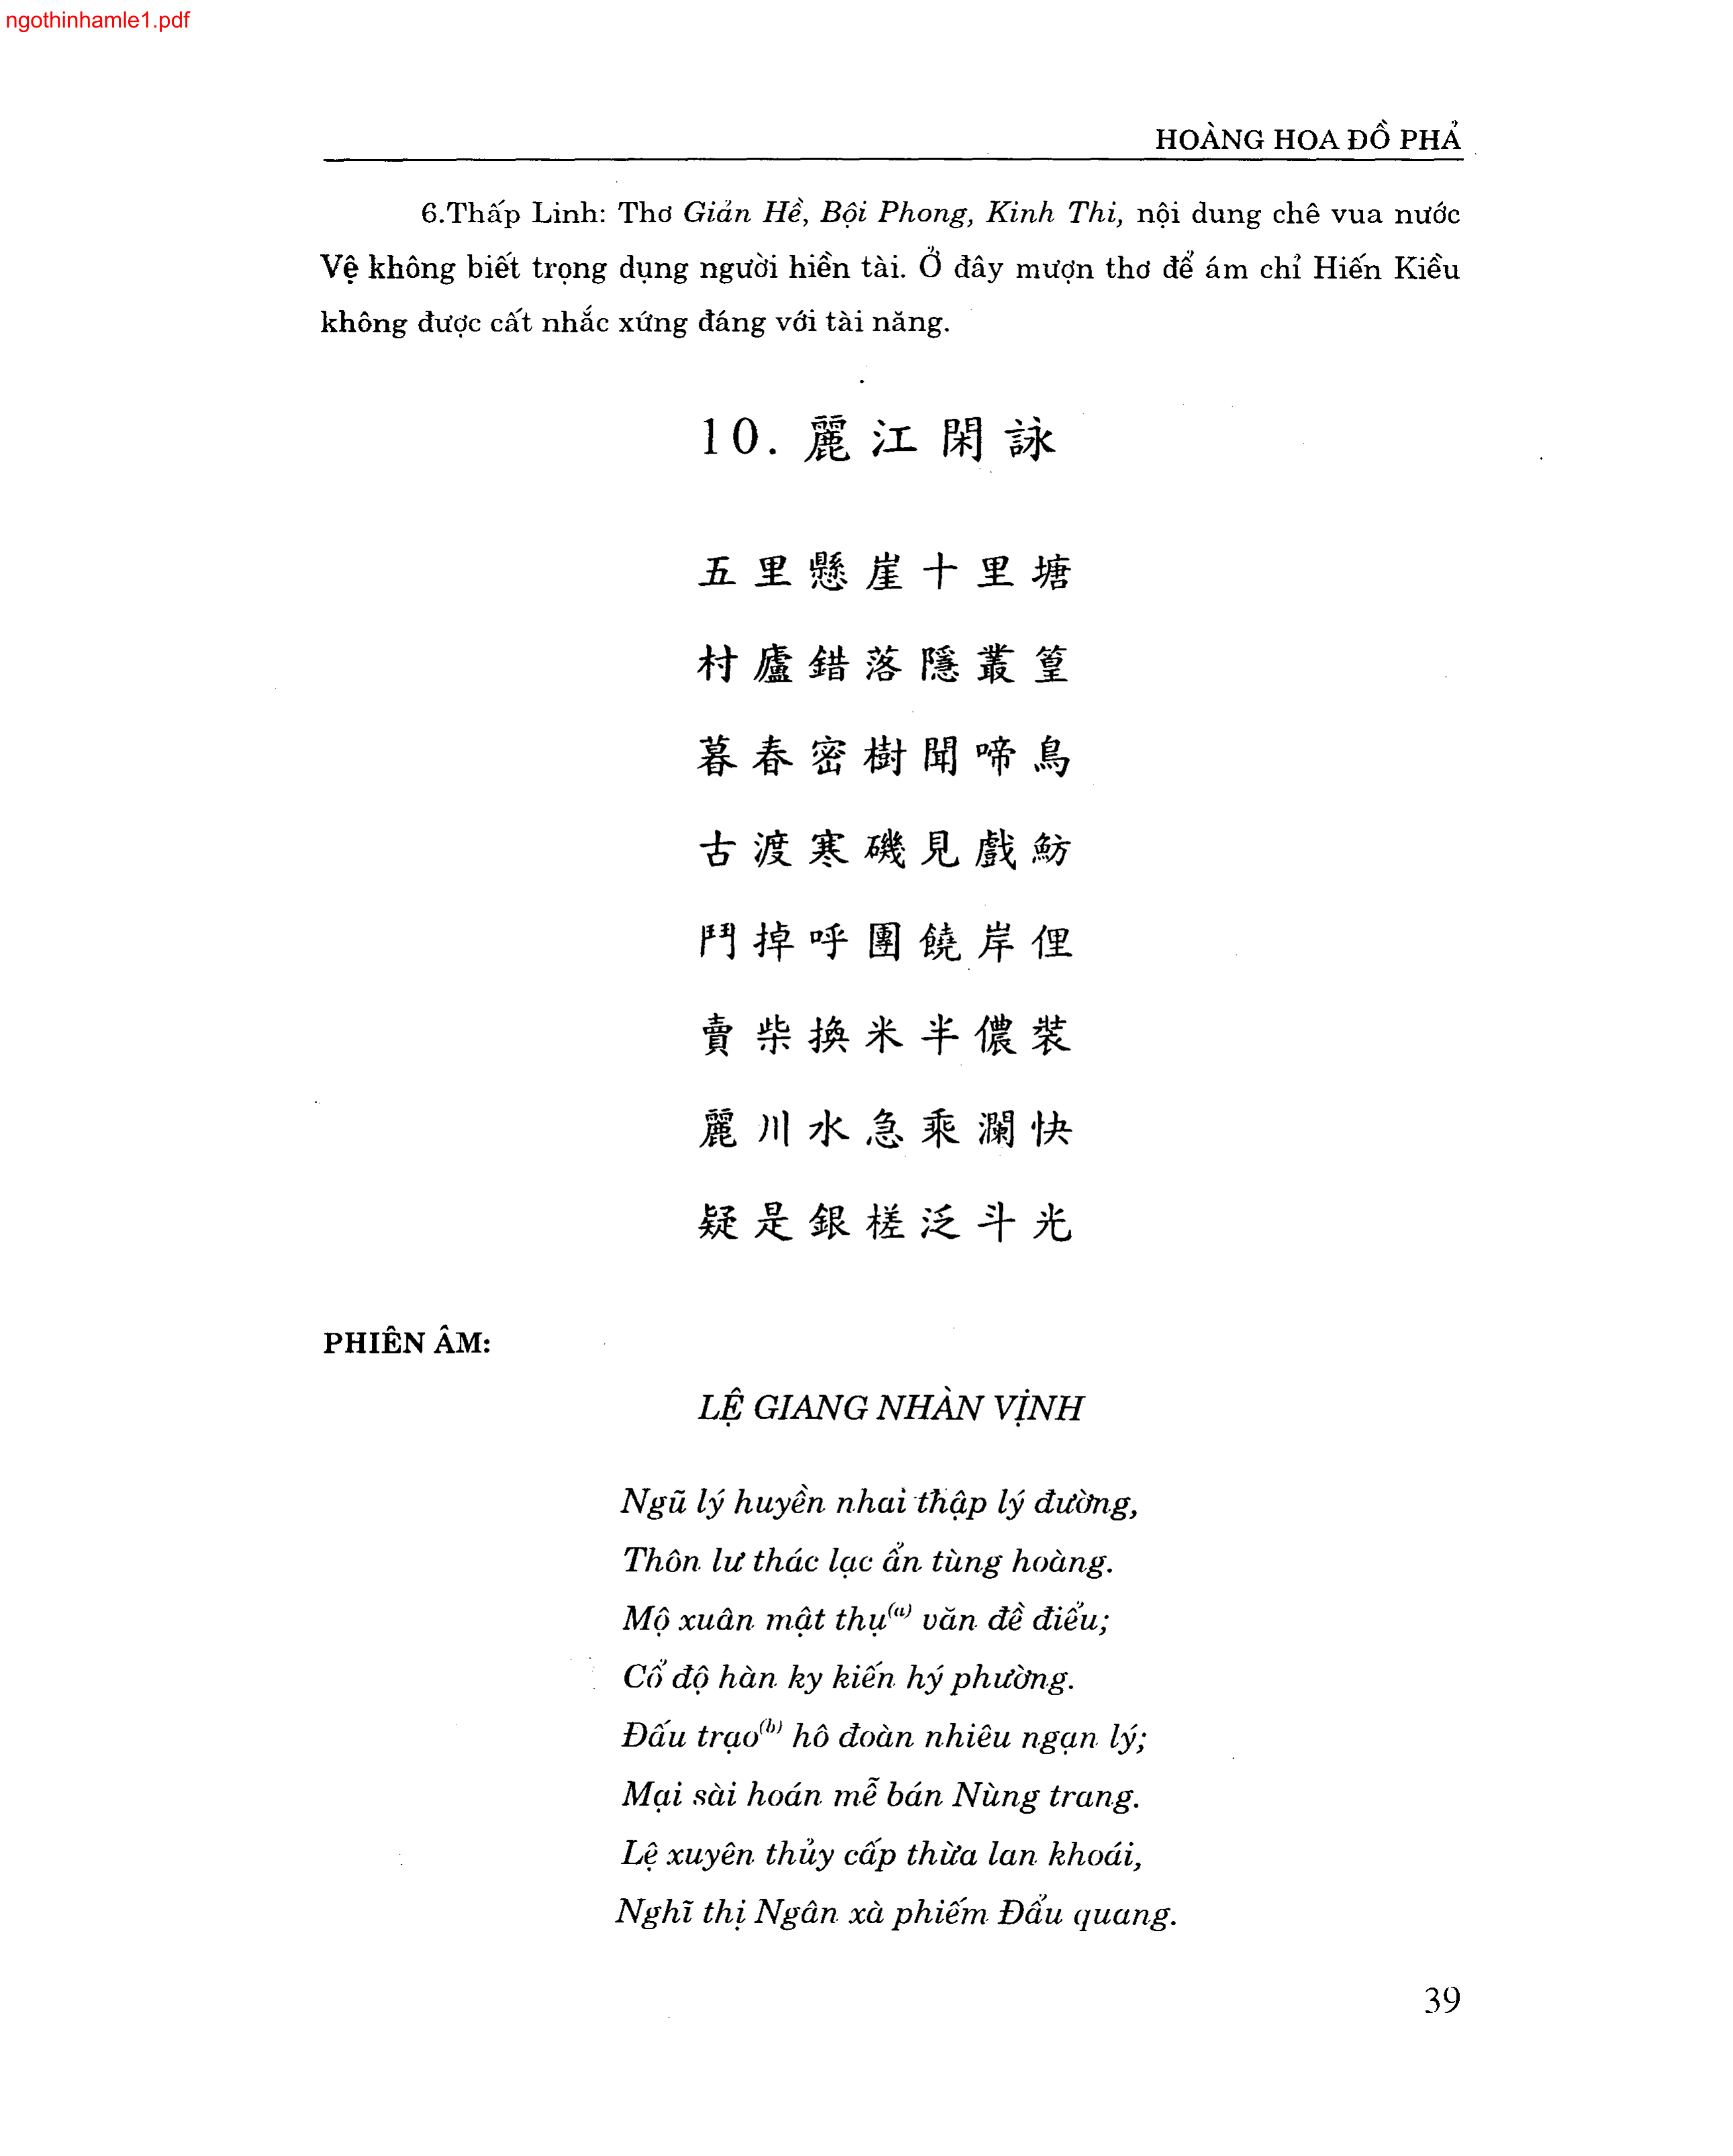 ngothinhamle1.pdf
HOÀNG HOA ĐỒ PHẢ
6.Thấp Linh: Thơ Giản Hề, Bội Phong, Kinh Thi, nội dung chê vua nước
Vệ không biết trọng dụng người hiền tài. Ở đây mượn thơ để ám chỉ Hiến Kiều
không được cất nhắc xứng đáng với tài năng.
10. 麗江閑詠
五里懸崖十里塘
村廬錯落隱叢篁
暮春密樹聞啼鳥
古渡寒磯見戲魴
鬥掉呼團饒岸俚
賣柴換米半儂裝
麗川水急乘瀾快
疑是銀槎泛斗光
PHIÊN ÂM:
LỆ GIANG NHÀN VỊNH
Ngũ lý huyền nhai thập lý đường,
Thôn lư thác lạc ẩn tùng hoàng.
Mộ xuân mật thụ(a) văn đề điểu;
Cổ độ hàn ky kiến hý phường.
Đấu trạo(b) hô đoàn nhiêu ngạn lý;
Mại sài hoán mễ bán Nùng trang.
Lệ xuyên thủy cấp thừa lan khoái,
Nghĩ thị Ngân xà phiếm Đẩu quang.
39